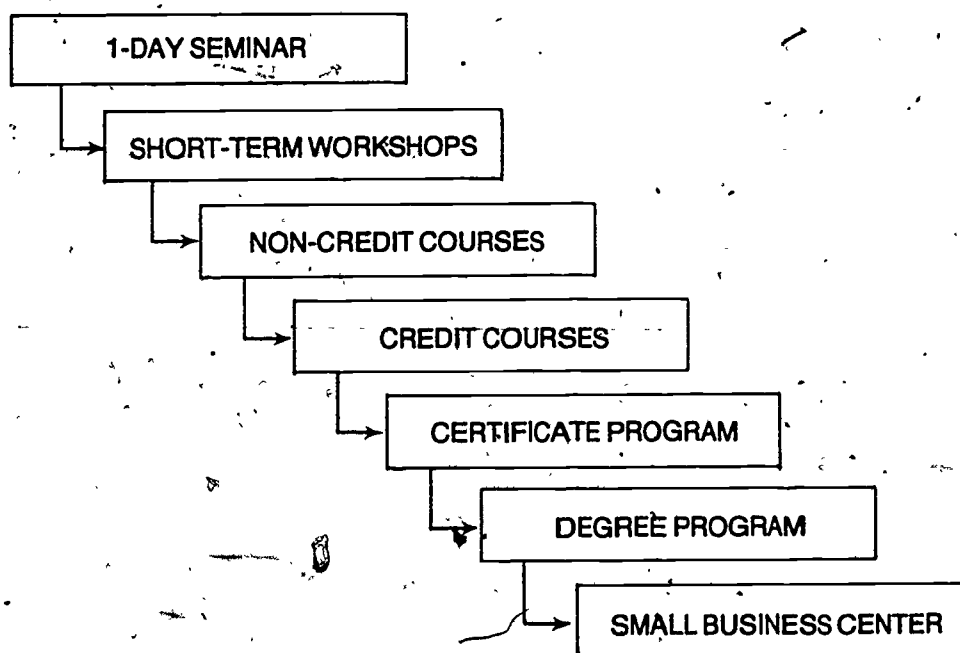 1-DAY SEMINAR
SHORT-TERM WORKSHOPS
NON-CREDIT COURSES
CREDIT COURSES
CERTIFICATE PROGRAM
DEGREE PROGRAM
SMALL BUSINESS CENTER